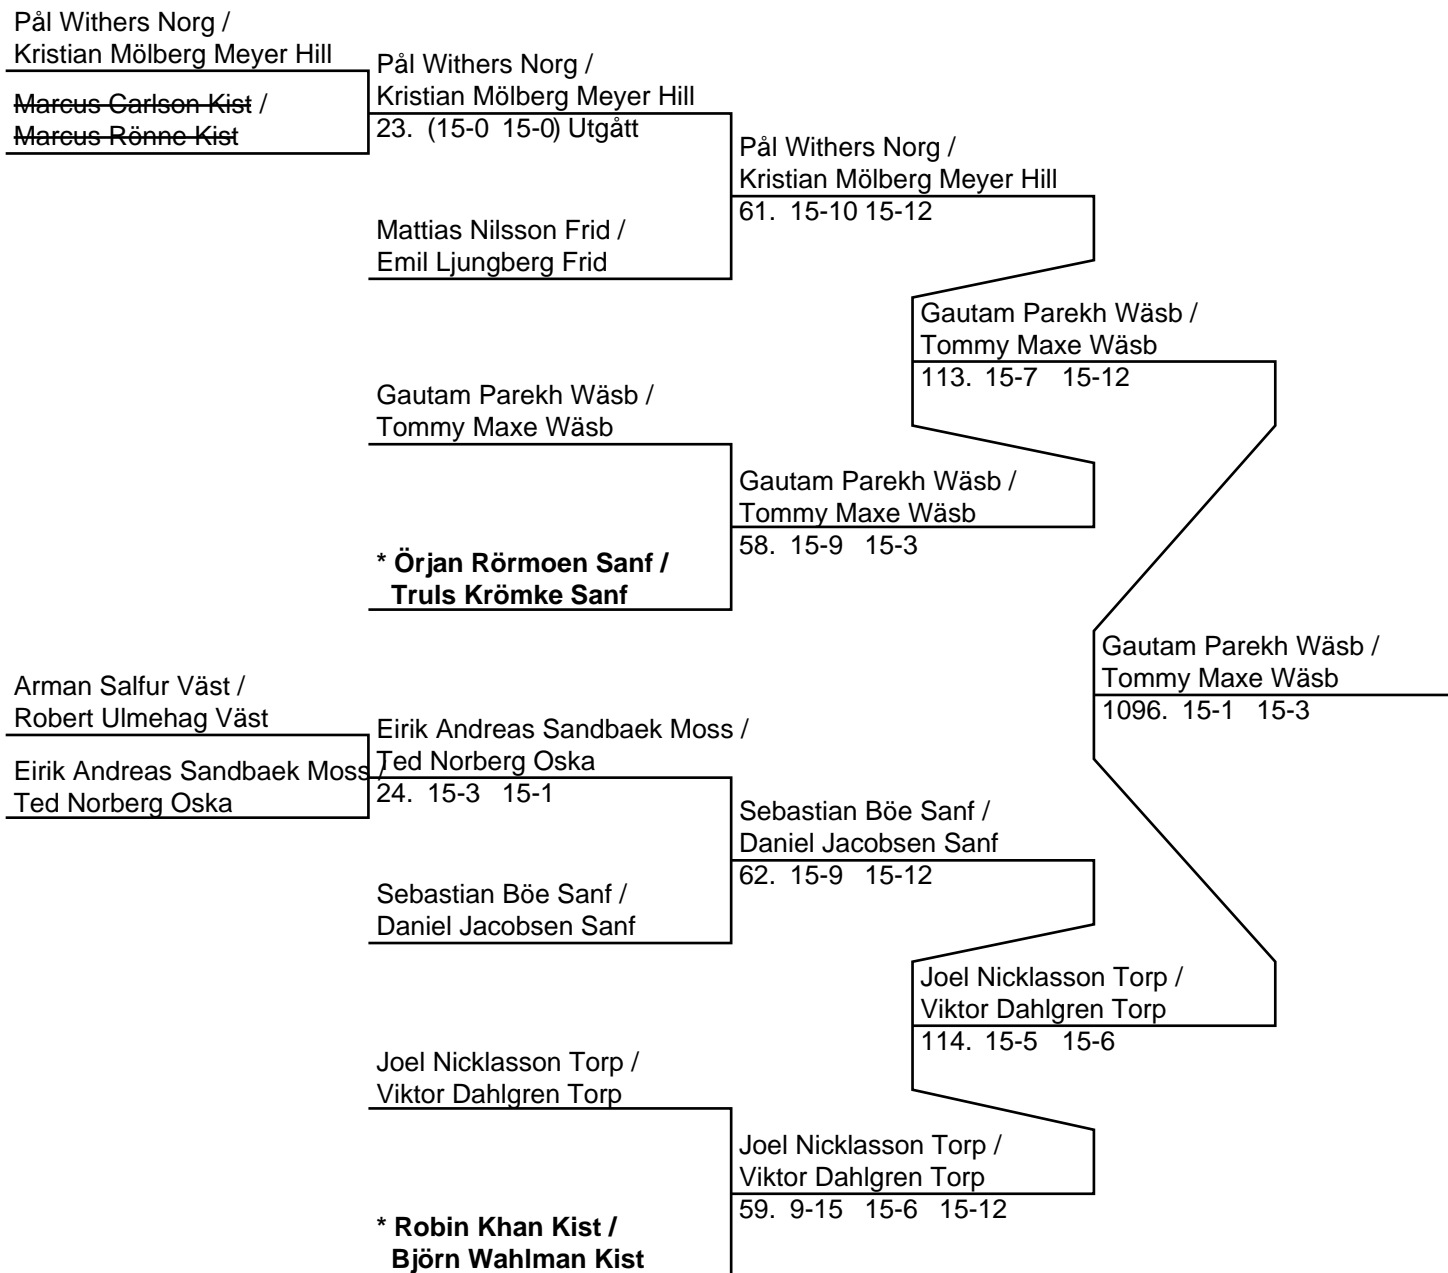 Pål Withers Norg /
Kristian Mölberg Meyer Hill
Marcus Carlson Kist /
Marcus Rönne Kist
Pål Withers Norg /
Kristian Mölberg Meyer Hill
23. (15-0 15-0) Utgått
Mattias Nilsson Frid /
Emil Ljungberg Frid
Pål Withers Norg /
Kristian Mölberg Meyer Hill
61. 15-10 15-12
Gautam Parekh Wäsb /
Tommy Maxe Wäsb
* Örjan Rörmoen Sanf /
Truls Krömke Sanf
Gautam Parekh Wäsb /
Tommy Maxe Wäsb
58. 15-9 15-3
Gautam Parekh Wäsb /
Tommy Maxe Wäsb
113. 15-7 15-12
Arman Salfur Väst /
Robert Ulmehag Väst
Eirik Andreas Sandbaek Moss /
Ted Norberg Oska
Eirik Andreas Sandbaek Moss /
Ted Norberg Oska
24. 15-3 15-1
Sebastian Böe Sanf /
Daniel Jacobsen Sanf
Sebastian Böe Sanf /
Daniel Jacobsen Sanf
62. 15-9 15-12
Joel Nicklasson Torp /
Viktor Dahlgren Torp
* Robin Khan Kist /
Björn Wahlman Kist
Joel Nicklasson Torp /
Viktor Dahlgren Torp
59. 9-15 15-6 15-12
Joel Nicklasson Torp /
Viktor Dahlgren Torp
114. 15-5 15-6
Gautam Parekh Wäsb /
Tommy Maxe Wäsb
1096. 15-1 15-3